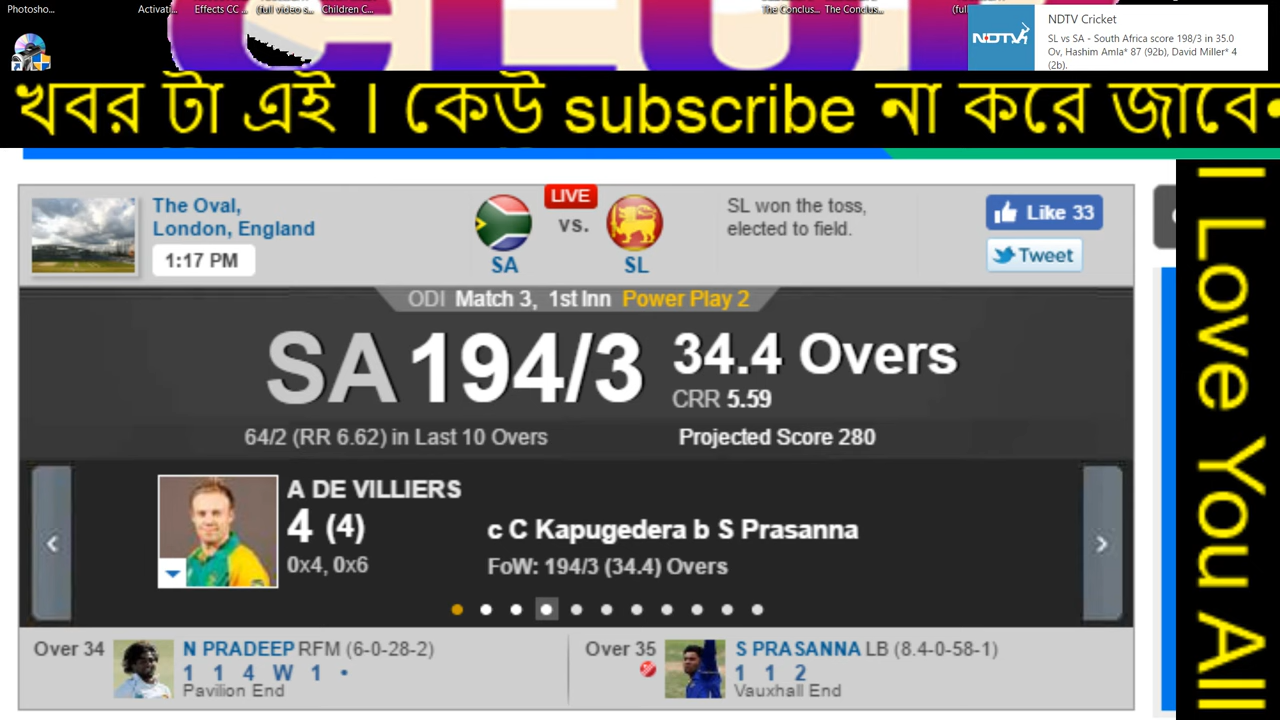 Photosho...
Activati...
Effects CC ...
(full video s...
Children C...
The Conclus...
The Conclus...
(ful
NDTV
NDTV Cricket
SL vs SA - South Africa score 198/3 in 35.0
Ov, Hashim Amla* 87 (92b), David Miller* 4
(2b).
খবর টা এই । কেউ subscribe না করে জাবেন
I Love You All
The Oval,
London, England
1:17 PM
LIVE
SA vs. SL
SL won the toss,
elected to field.
Like 33
Tweet
ODI Match 3, 1st Inn Power Play 2
SA 194/3
34.4 Overs
CRR 5.59
64/2 (RR 6.62) in Last 10 Overs
Projected Score 280
A DE VILLIERS
4 (4)
0x4, 0x6
c C Kapugedera b S Prasanna
FoW: 194/3 (34.4) Overs
Over 34
N PRADEEP RFM (6-0-28-2)
1 1 4 W 1 •
Pavilion End
Over 35
S PRASANNA LB (8.4-0-58-1)
1 1 2
Vauxhall End